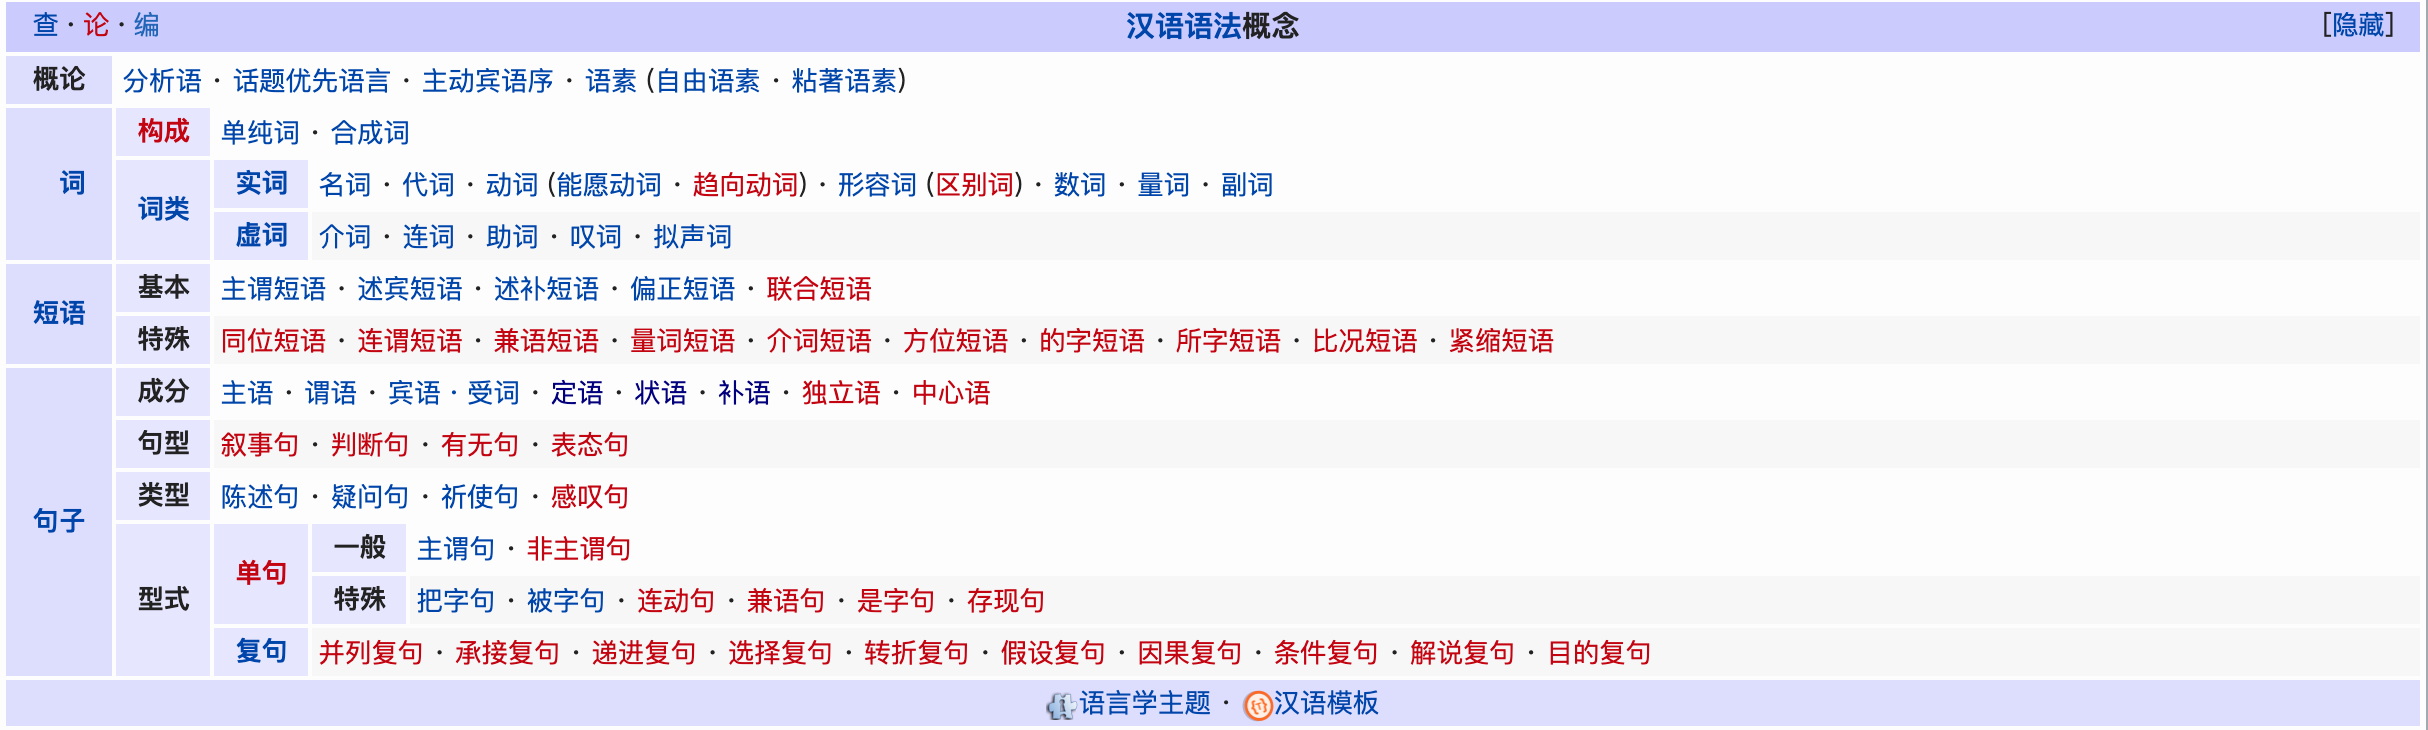 查 · 论 · 编 汉语语法概念 [隐藏]
概论 分析语 · 话题优先语言 · 主动宾语序 · 语素 (自由语素 · 粘著语素)
词 构成 单纯词 · 合成词
词类 实词 名词 · 代词 · 动词 (能愿动词 · 趋向动词) · 形容词 (区别词) · 数词 · 量词 · 副词
虚词 介词 · 连词 · 助词 · 叹词 · 拟声词
短语 基本 主谓短语 · 述宾短语 · 述补短语 · 偏正短语 · 联合短语
特殊 同位短语 · 连谓短语 · 兼语短语 · 量词短语 · 介词短语 · 方位短语 · 的字短语 · 所字短语 · 比况短语 · 紧缩短语
句子 成分 主语 · 谓语 · 宾语 · 受词 · 定语 · 状语 · 补语 · 独立语 · 中心语
句型 叙事句 · 判断句 · 有无句 · 表态句
类型 陈述句 · 疑问句 · 祈使句 · 感叹句
型式 单句 一般 主谓句 · 非主谓句
特殊 把字句 · 被字句 · 连动句 · 兼语句 · 是字句 · 存现句
复句 并列复句 · 承接复句 · 递进复句 · 选择复句 · 转折复句 · 假设复句 · 因果复句 · 条件复句 · 解说复句 · 目的复句
语言学主题 · 汉语模板